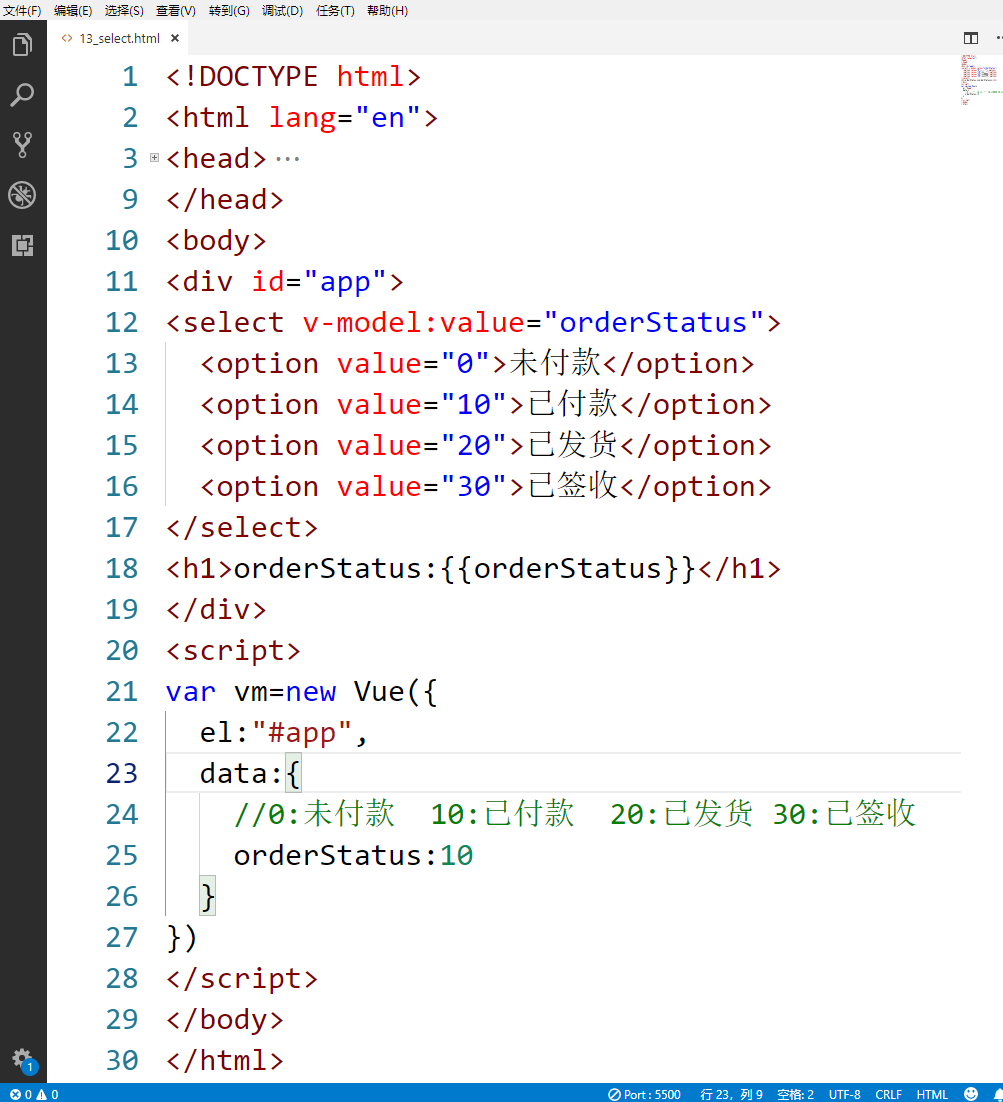 文件(F) 编辑(E) 选择(S) 查看(V) 转到(G) 调试(D) 任务(T) 帮助(H)
<> 13_select.html ×
1 <!DOCTYPE html>
2 <html lang="en">
3 <head>···
9 </head>
10 <body>
11 <div id="app">
12 <select v-model:value="orderStatus">
13 <option value="0">未付款</option>
14 <option value="10">已付款</option>
15 <option value="20">已发货</option>
16 <option value="30">已签收</option>
17 </select>
18 <h1>orderStatus:{{orderStatus}}</h1>
19 </div>
20 <script>
21 var vm=new Vue({
22 el:"#app",
23 data:{
24 //0:未付款 10:已付款 20:已发货 30:已签收
25 orderStatus:10
26 }
27 })
28 </script>
29 </body>
30 </html>
1
0 0 Port : 5500 行 23，列 9 空格: 2 UTF-8 CRLF HTML